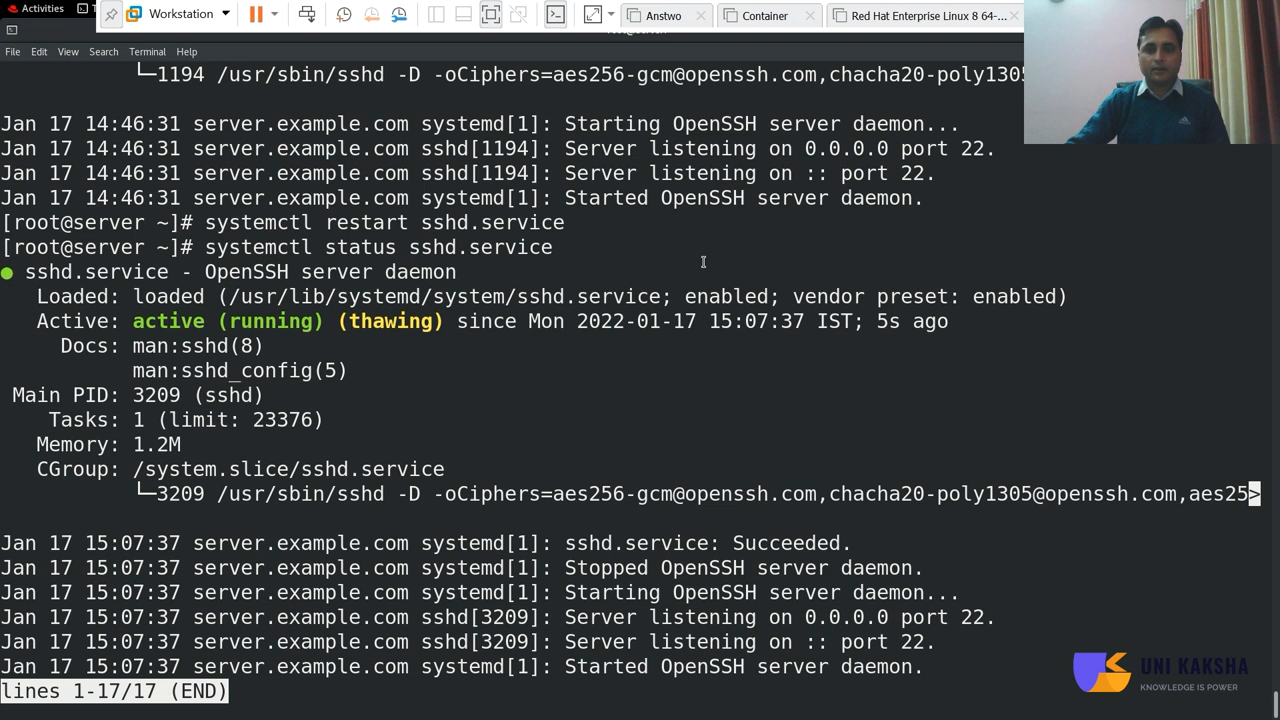 Activities
Workstation
Anstwo
Container
Red Hat Enterprise Linux 8 64-...
File Edit View Search Terminal Help
└─1194 /usr/sbin/sshd -D -oCiphers=aes256-gcm@openssh.com,chacha20-poly1305
Jan 17 14:46:31 server.example.com systemd[1]: Starting OpenSSH server daemon...
Jan 17 14:46:31 server.example.com sshd[1194]: Server listening on 0.0.0.0 port 22.
Jan 17 14:46:31 server.example.com sshd[1194]: Server listening on :: port 22.
Jan 17 14:46:31 server.example.com systemd[1]: Started OpenSSH server daemon.
[root@server ~]# systemctl restart sshd.service
[root@server ~]# systemctl status sshd.service
● sshd.service - OpenSSH server daemon
Loaded: loaded (/usr/lib/systemd/system/sshd.service; enabled; vendor preset: enabled)
Active: active (running) (thawing) since Mon 2022-01-17 15:07:37 IST; 5s ago
Docs: man:sshd(8)
man:sshd_config(5)
Main PID: 3209 (sshd)
Tasks: 1 (limit: 23376)
Memory: 1.2M
CGroup: /system.slice/sshd.service
└─3209 /usr/sbin/sshd -D -oCiphers=aes256-gcm@openssh.com,chacha20-poly1305@openssh.com,aes25>
Jan 17 15:07:37 server.example.com systemd[1]: sshd.service: Succeeded.
Jan 17 15:07:37 server.example.com systemd[1]: Stopped OpenSSH server daemon.
Jan 17 15:07:37 server.example.com systemd[1]: Starting OpenSSH server daemon...
Jan 17 15:07:37 server.example.com sshd[3209]: Server listening on 0.0.0.0 port 22.
Jan 17 15:07:37 server.example.com sshd[3209]: Server listening on :: port 22.
Jan 17 15:07:37 server.example.com systemd[1]: Started OpenSSH server daemon.
lines 1-17/17 (END)
UNI KAKSHA
KNOWLEDGE IS POWER